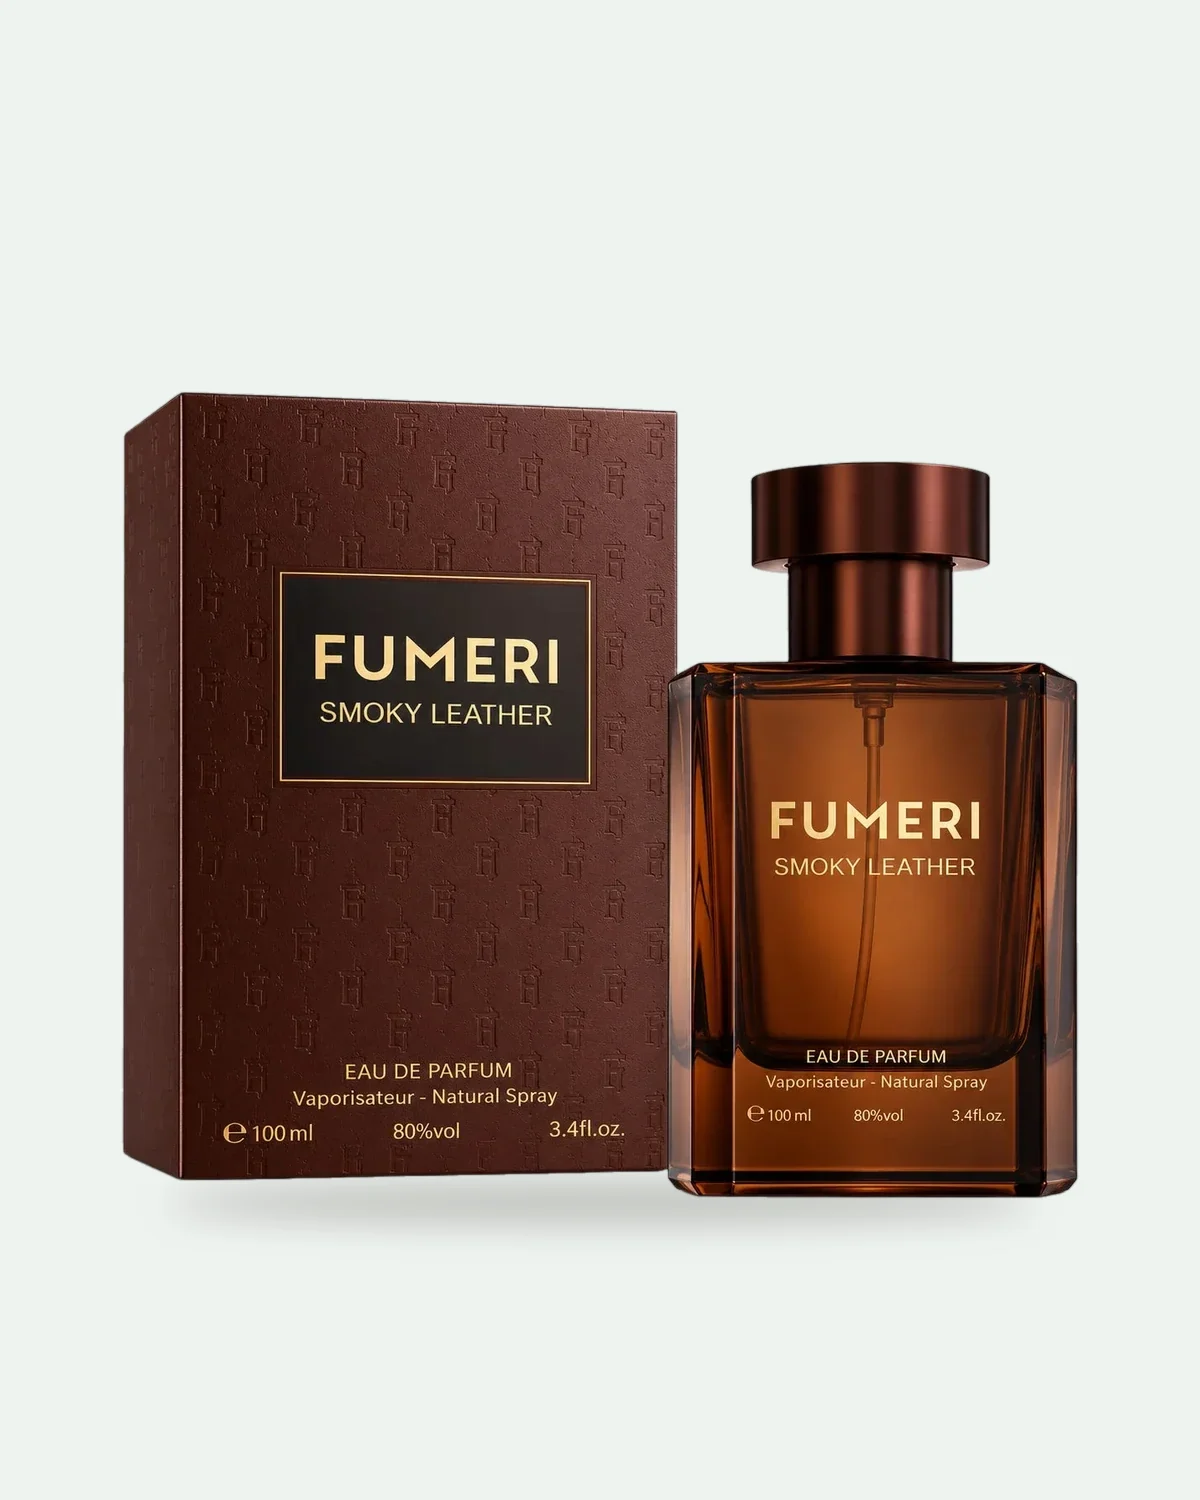 FUMERI
SMOKY LEATHER
EAU DE PARFUM
Vaporisateur - Natural Spray
℮ 100 ml 80%vol 3.4fl.oz.
FUMERI
SMOKY LEATHER
EAU DE PARFUM
Vaporisateur - Natural Spray
℮ 100 ml 80%vol 3.4fl.oz.